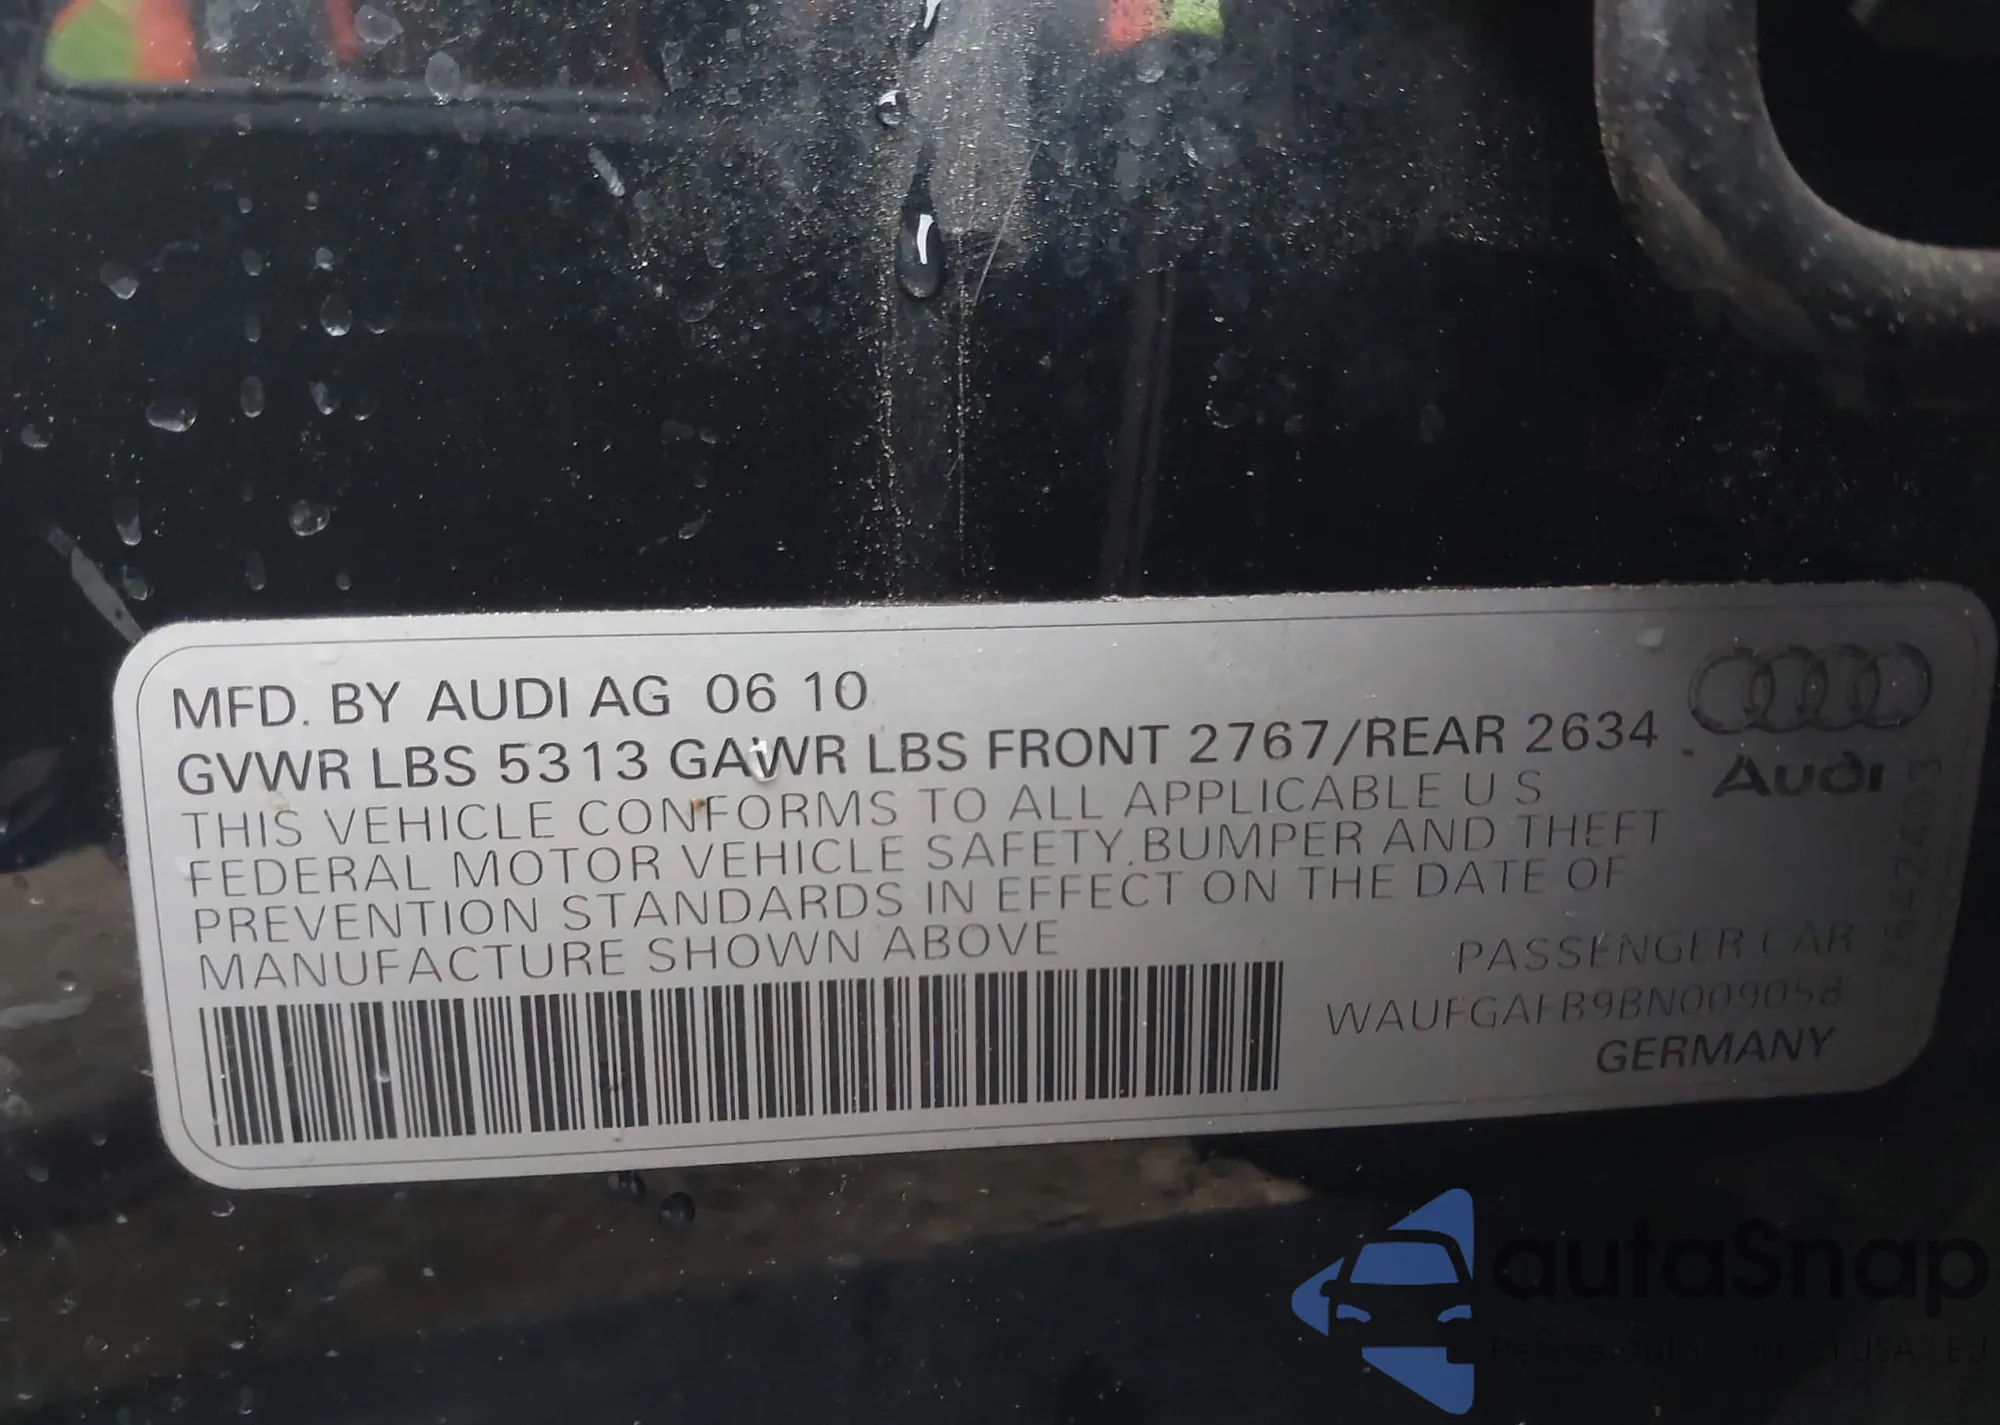 MFD. BY AUDI AG 06 10
GVWR LBS 5313 GAWR LBS FRONT 2767/REAR 2634
THIS VEHICLE CONFORMS TO ALL APPLICABLE U S
FEDERAL MOTOR VEHICLE SAFETY.BUMPER AND THEFT
PREVENTION STANDARDS IN EFFECT ON THE DATE OF
MANUFACTURE SHOWN ABOVE
Audi
PASSENGER CAR
WAUFGAFB9BN009058
GERMANY
autaSnap